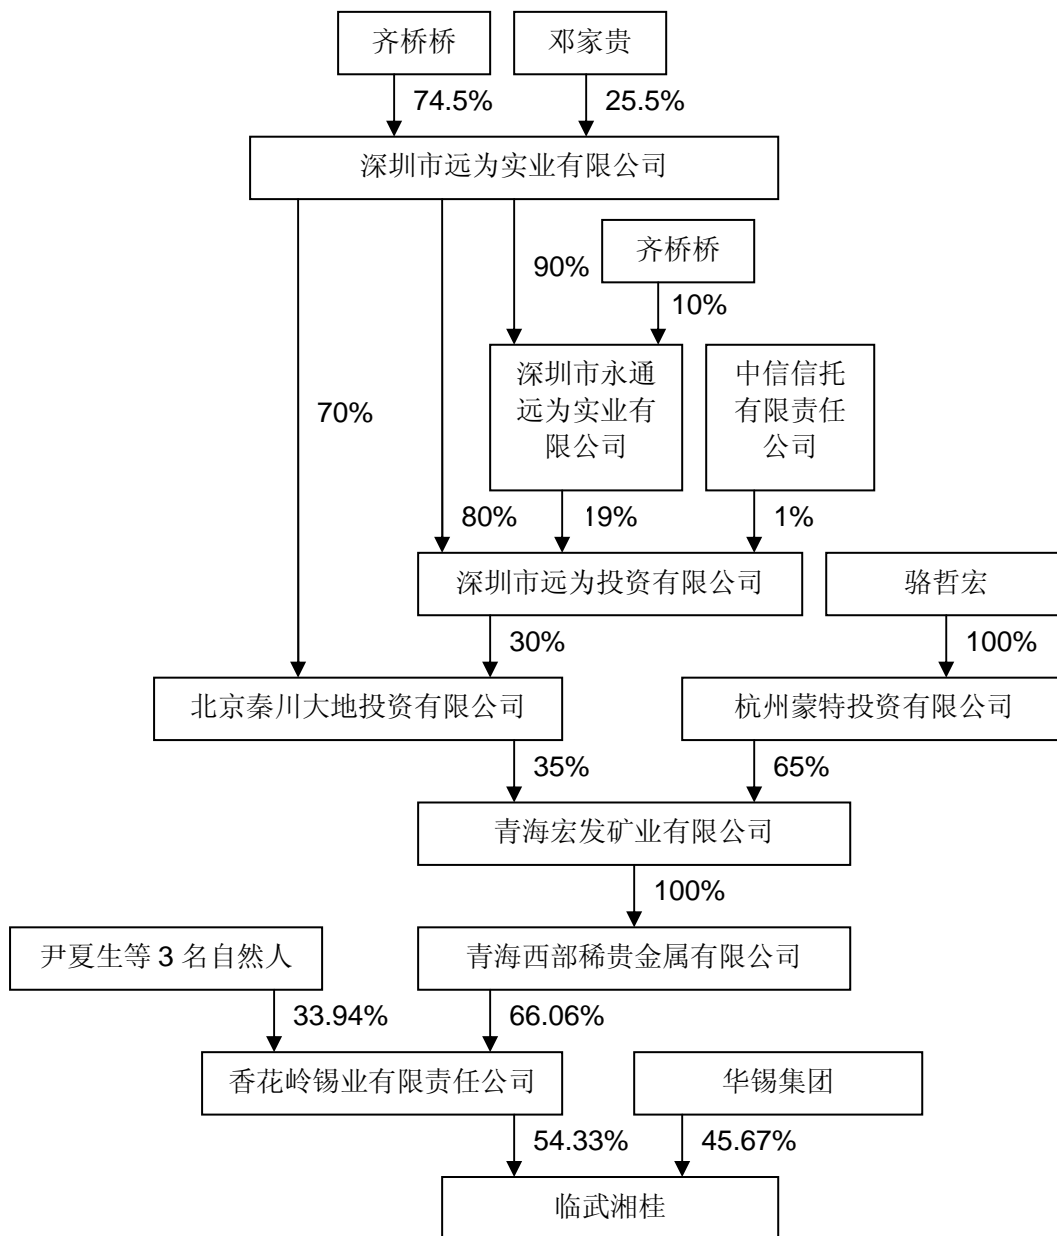 齐桥桥
邓家贵
74.5%
25.5%
深圳市远为实业有限公司
齐桥桥
90%
10%
深圳市永通
远为实业有
限公司
中信信托
有限责任
公司
70%
80%
19%
1%
深圳市远为投资有限公司
骆哲宏
30%
100%
北京秦川大地投资有限公司
杭州蒙特投资有限公司
35%
65%
青海宏发矿业有限公司
100%
尹夏生等 3 名自然人
青海西部稀贵金属有限公司
33.94%
66.06%
香花岭锡业有限责任公司
华锡集团
54.33%
45.67%
临武湘桂